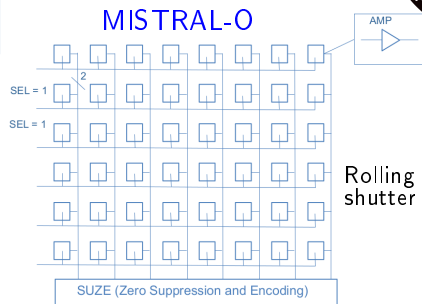 MISTRAL-O
AMP
2
SEL = 1
SEL = 1
Rolling
shutter
SUZE (Zero Suppression and Encoding)